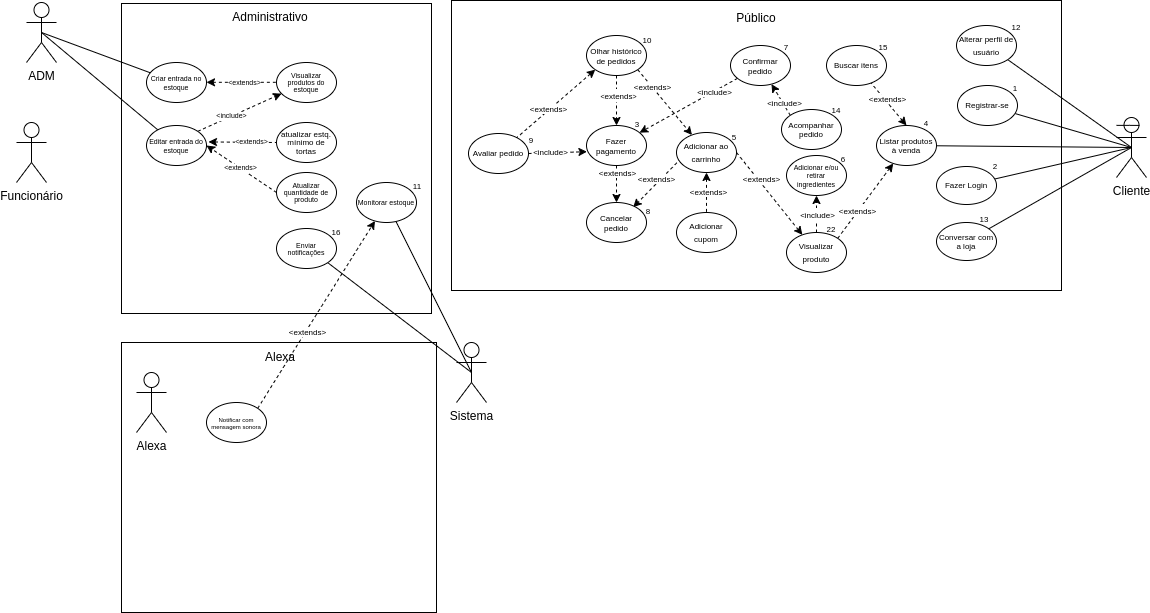 ADM
Funcionário
Administrativo
Criar entrada no
estoque
<extends>
Visualizar
produtos do
estoque
<include>
Editar entrada do
estoque
<extends>
atualizar estq.
mínimo de
tortas
<extends>
Atualizar
quantidade de
produto
11
Monitorar estoque
16
Enviar
notificações
<extends>
Alexa
Alexa
Notificar com
mensagem sonora
Sistema
Público
10
Olhar histórico
de pedidos
<extends>
<extends>
<extends>
9
Avaliar pedido
<include>
3
Fazer
pagamento
<extends>
8
Cancelar
pedido
<include>
7
Confirmar
pedido
<include>
14
Acompanhar
pedido
5
Adicionar ao
carrinho
<extends>
<extends>
Adicionar
cupom
<extends>
6
Adicionar e/ou
retirar
ingredientes
<include>
22
Visualizar
produto
<extends>
15
Buscar itens
<extends>
4
Listar produtos
à venda
12
Alterar perfil de
usuário
1
Registrar-se
2
Fazer Login
13
Conversar com
a loja
Cliente